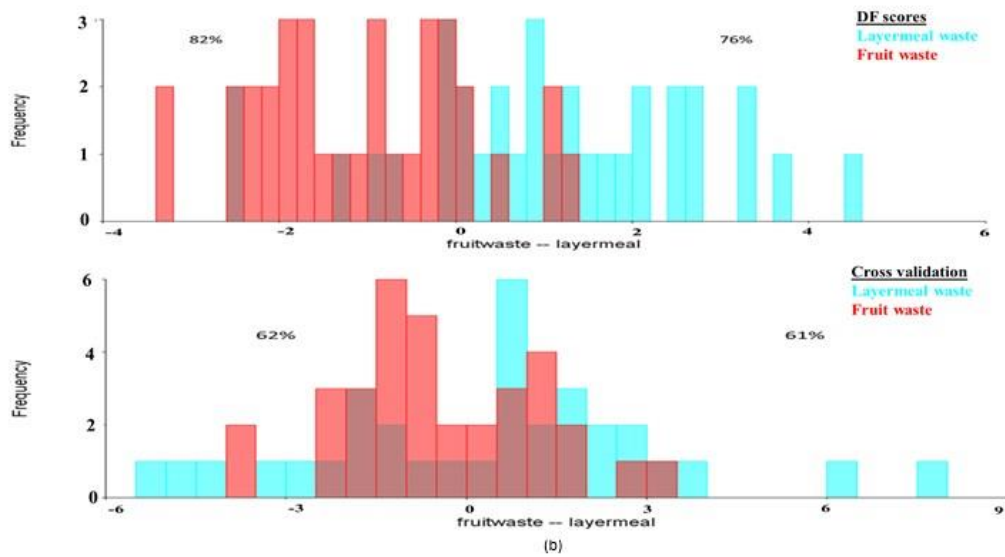 DF scores
Layermeal waste
Fruit waste
82%
76%
Frequency
3
2
1
0
-4
-2
0
2
4
6
fruitwaste -- layermeal
Cross validation
Layermeal waste
Fruit waste
62%
61%
Frequency
6
4
2
0
-6
-3
0
3
6
9
fruitwaste -- layermeal
(b)